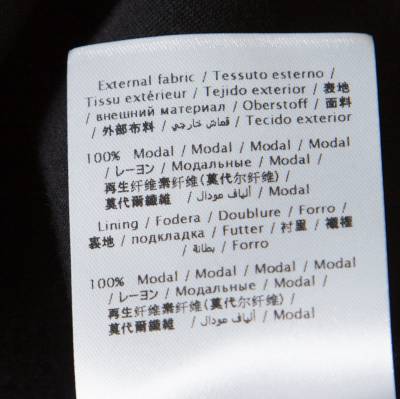 External fabric / Tessuto esterno /
Tissu extérieur / Tejido exterior / 表地
/ внешний материал / Oberstoff / 面料
/ 外部布料 / قماش خارجي / Tecido exterior
100% Modal / Modal / Modal / Modal
/ レーヨン / Модальные / Modal /
再生纤维素纤维(莫代尔纤维) /
莫代爾纖維 / ألياف مودال / Modal
Lining / Fodera / Doublure / Forro /
裏地 / подкладка / Futter / 衬里 / 襯裡
/ بطانة / Forro
100% Modal / Modal / Modal / Modal
/ レーヨン / Модальные / Modal /
再生纤维素纤维(莫代尔纤维) /
莫代爾纖維 / ألياف مودال / Modal